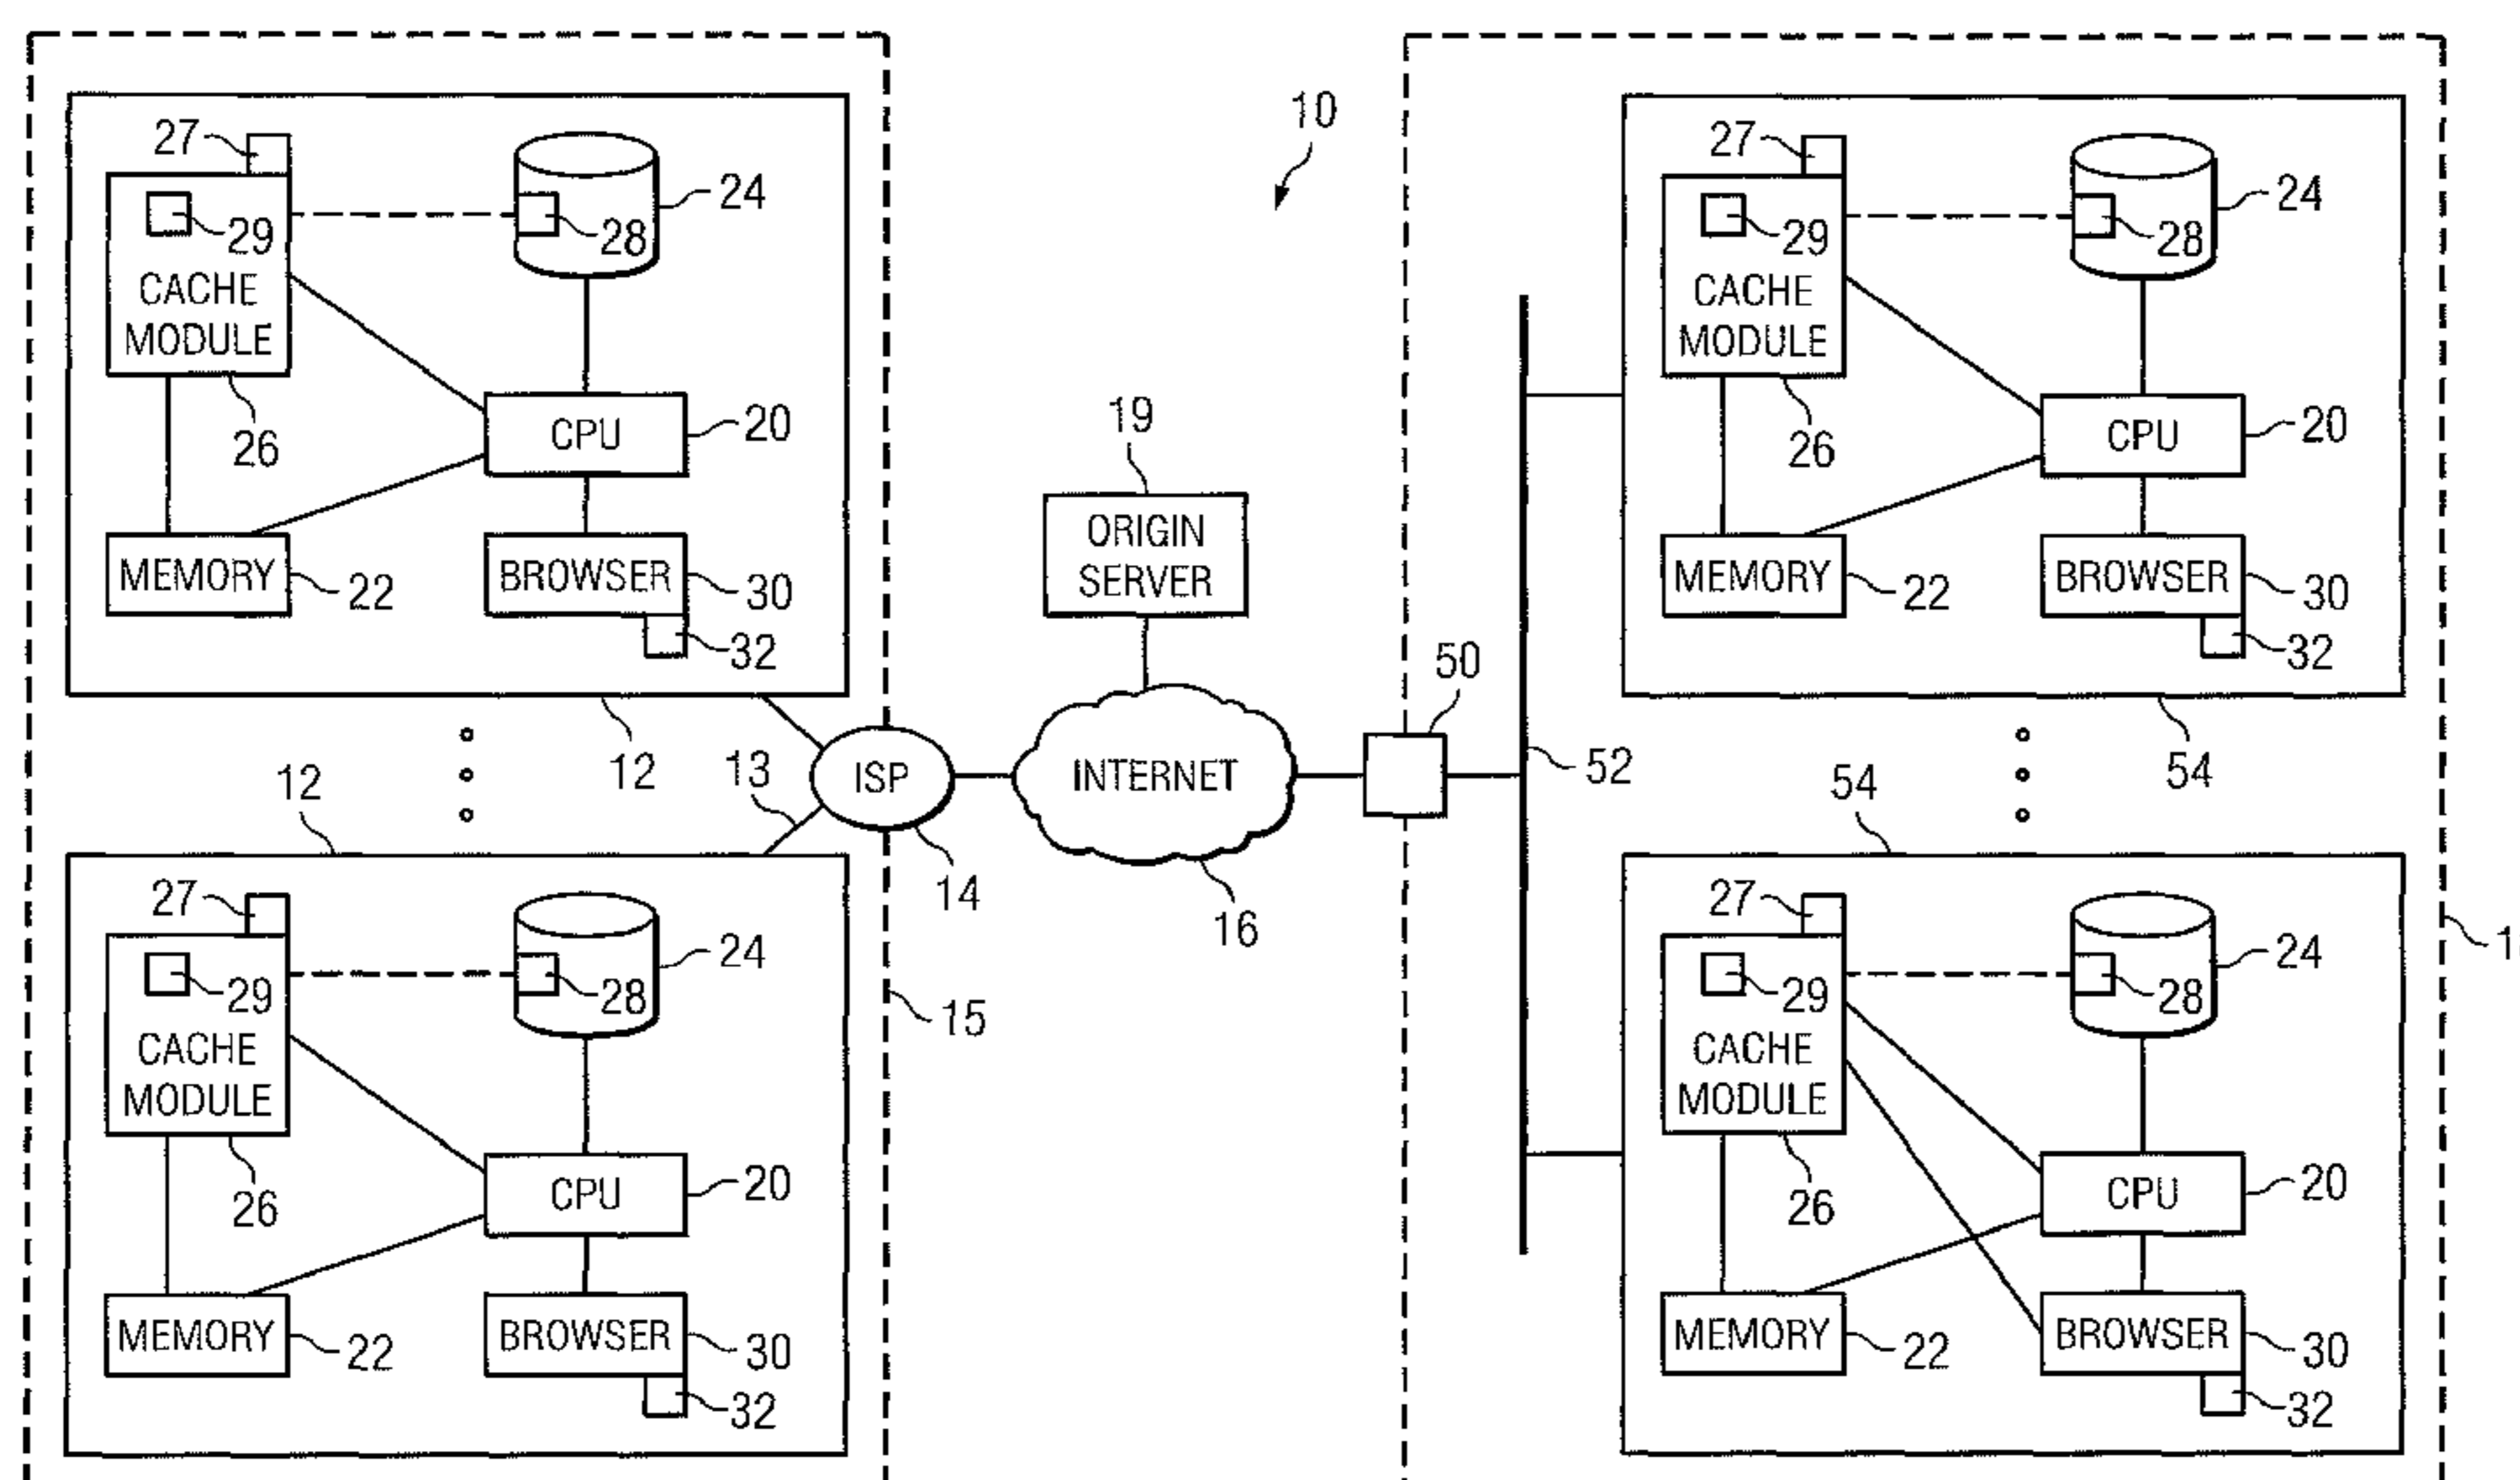 10
27
24
29
28
CACHE
MODULE
26
CPU
20
MEMORY
22
BROWSER
30
32
12
27
24
29
28
CACHE
MODULE
26
CPU
20
MEMORY
22
BROWSER
30
32
54
19
ORIGIN
SERVER
50
13
ISP
14
INTERNET
16
52
15
12
27
24
29
28
CACHE
MODULE
26
CPU
20
MEMORY
22
BROWSER
30
32
54
27
24
29
28
CACHE
MODULE
26
CPU
20
MEMORY
22
BROWSER
30
32